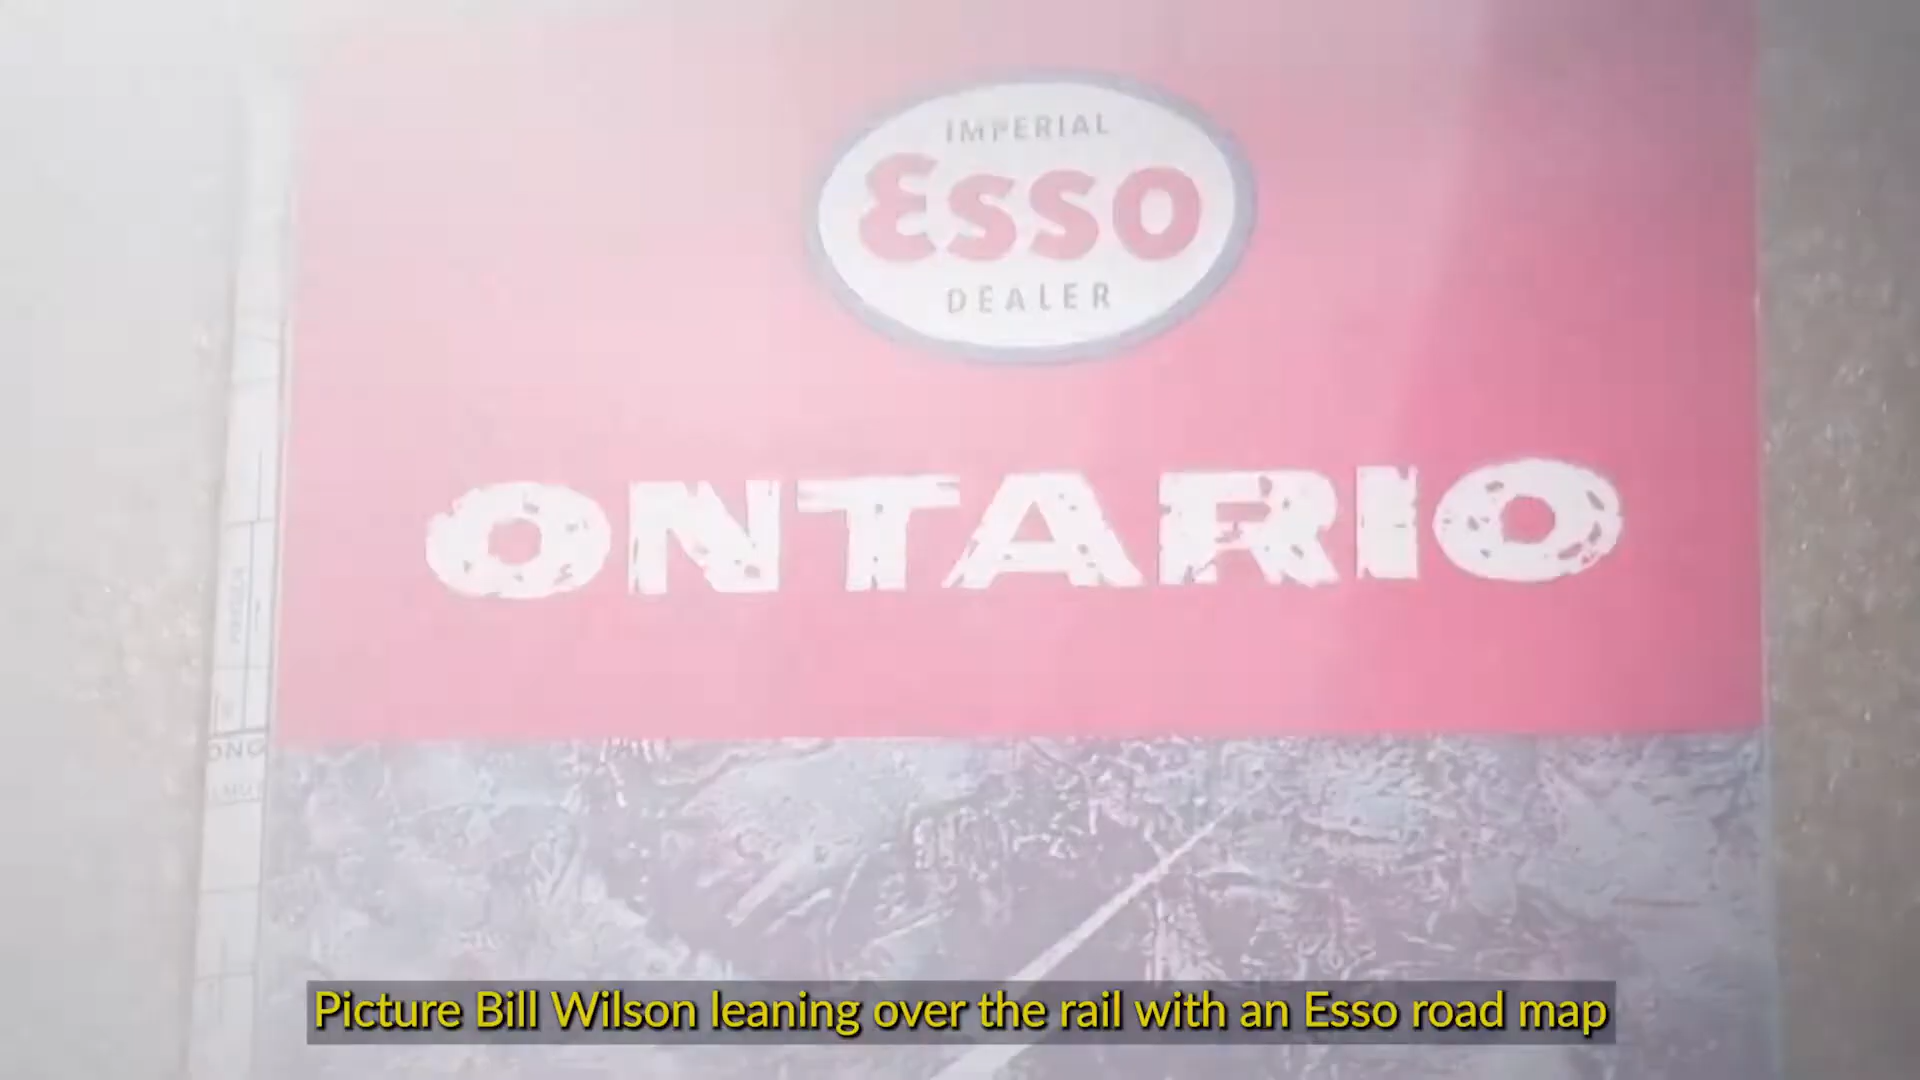 IMPERIAL
Esso
DEALER
ONTARIO
Picture Bill Wilson leaning over the rail with an Esso road map